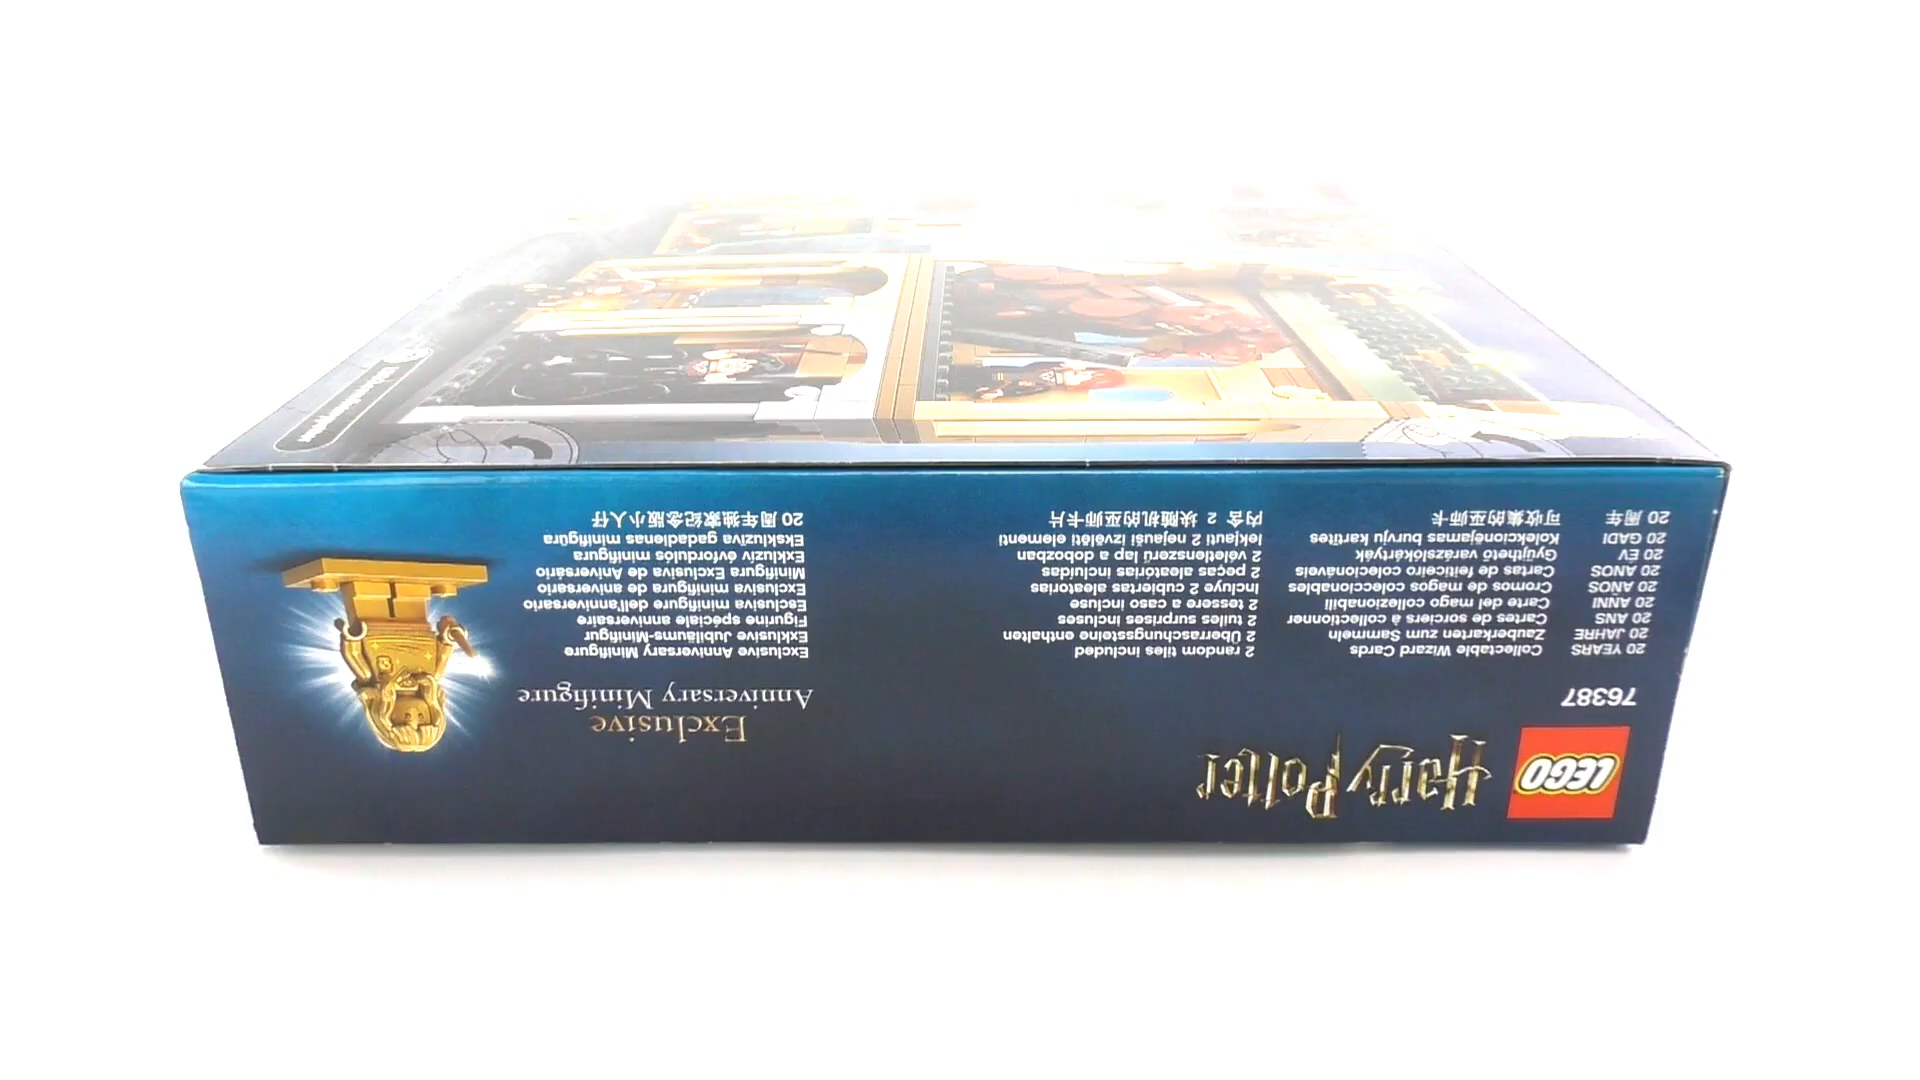 LEGO
Harry Potter
76387
20 YEARS
20 JAHRE
20 ANS
20 ANNI
20 AÑOS
20 ANOS
20 ÉV
20 GADI
20 周年
Collectable Wizard Cards
Zauberkarten zum Sammeln
Cartes de sorciers à collectionner
Carte del mago collezionabili
Cromos de magos coleccionables
Cartas de feiticeiro colecionáveis
Gyűjthető varázslókártyák
Kolekcionējamas burvju kartītes
可收集的巫师卡
2 random tiles included
2 Überraschungssteine enthalten
2 tuiles surprises incluses
2 tessere a caso incluse
Incluye 2 cubiertas aleatorias
2 peças aleatórias incluídas
2 véletlenszerű lap a dobozban
Iekļauti 2 nejauši izvēlēti elementi
内含 2 块随机的巫师卡片
Exclusive
Anniversary Minifigure
Exclusive Anniversary Minifigure
Exklusive Jubiläums-Minifigur
Figurine spéciale anniversaire
Esclusiva minifigure dell'anniversario
Exclusiva minifigura de aniversario
Minifigura Exclusiva de Aniversário
Exkluzív évfordulós minifigura
Ekskluzīva gadadienas minifigūra
20 周年独家纪念版小人仔